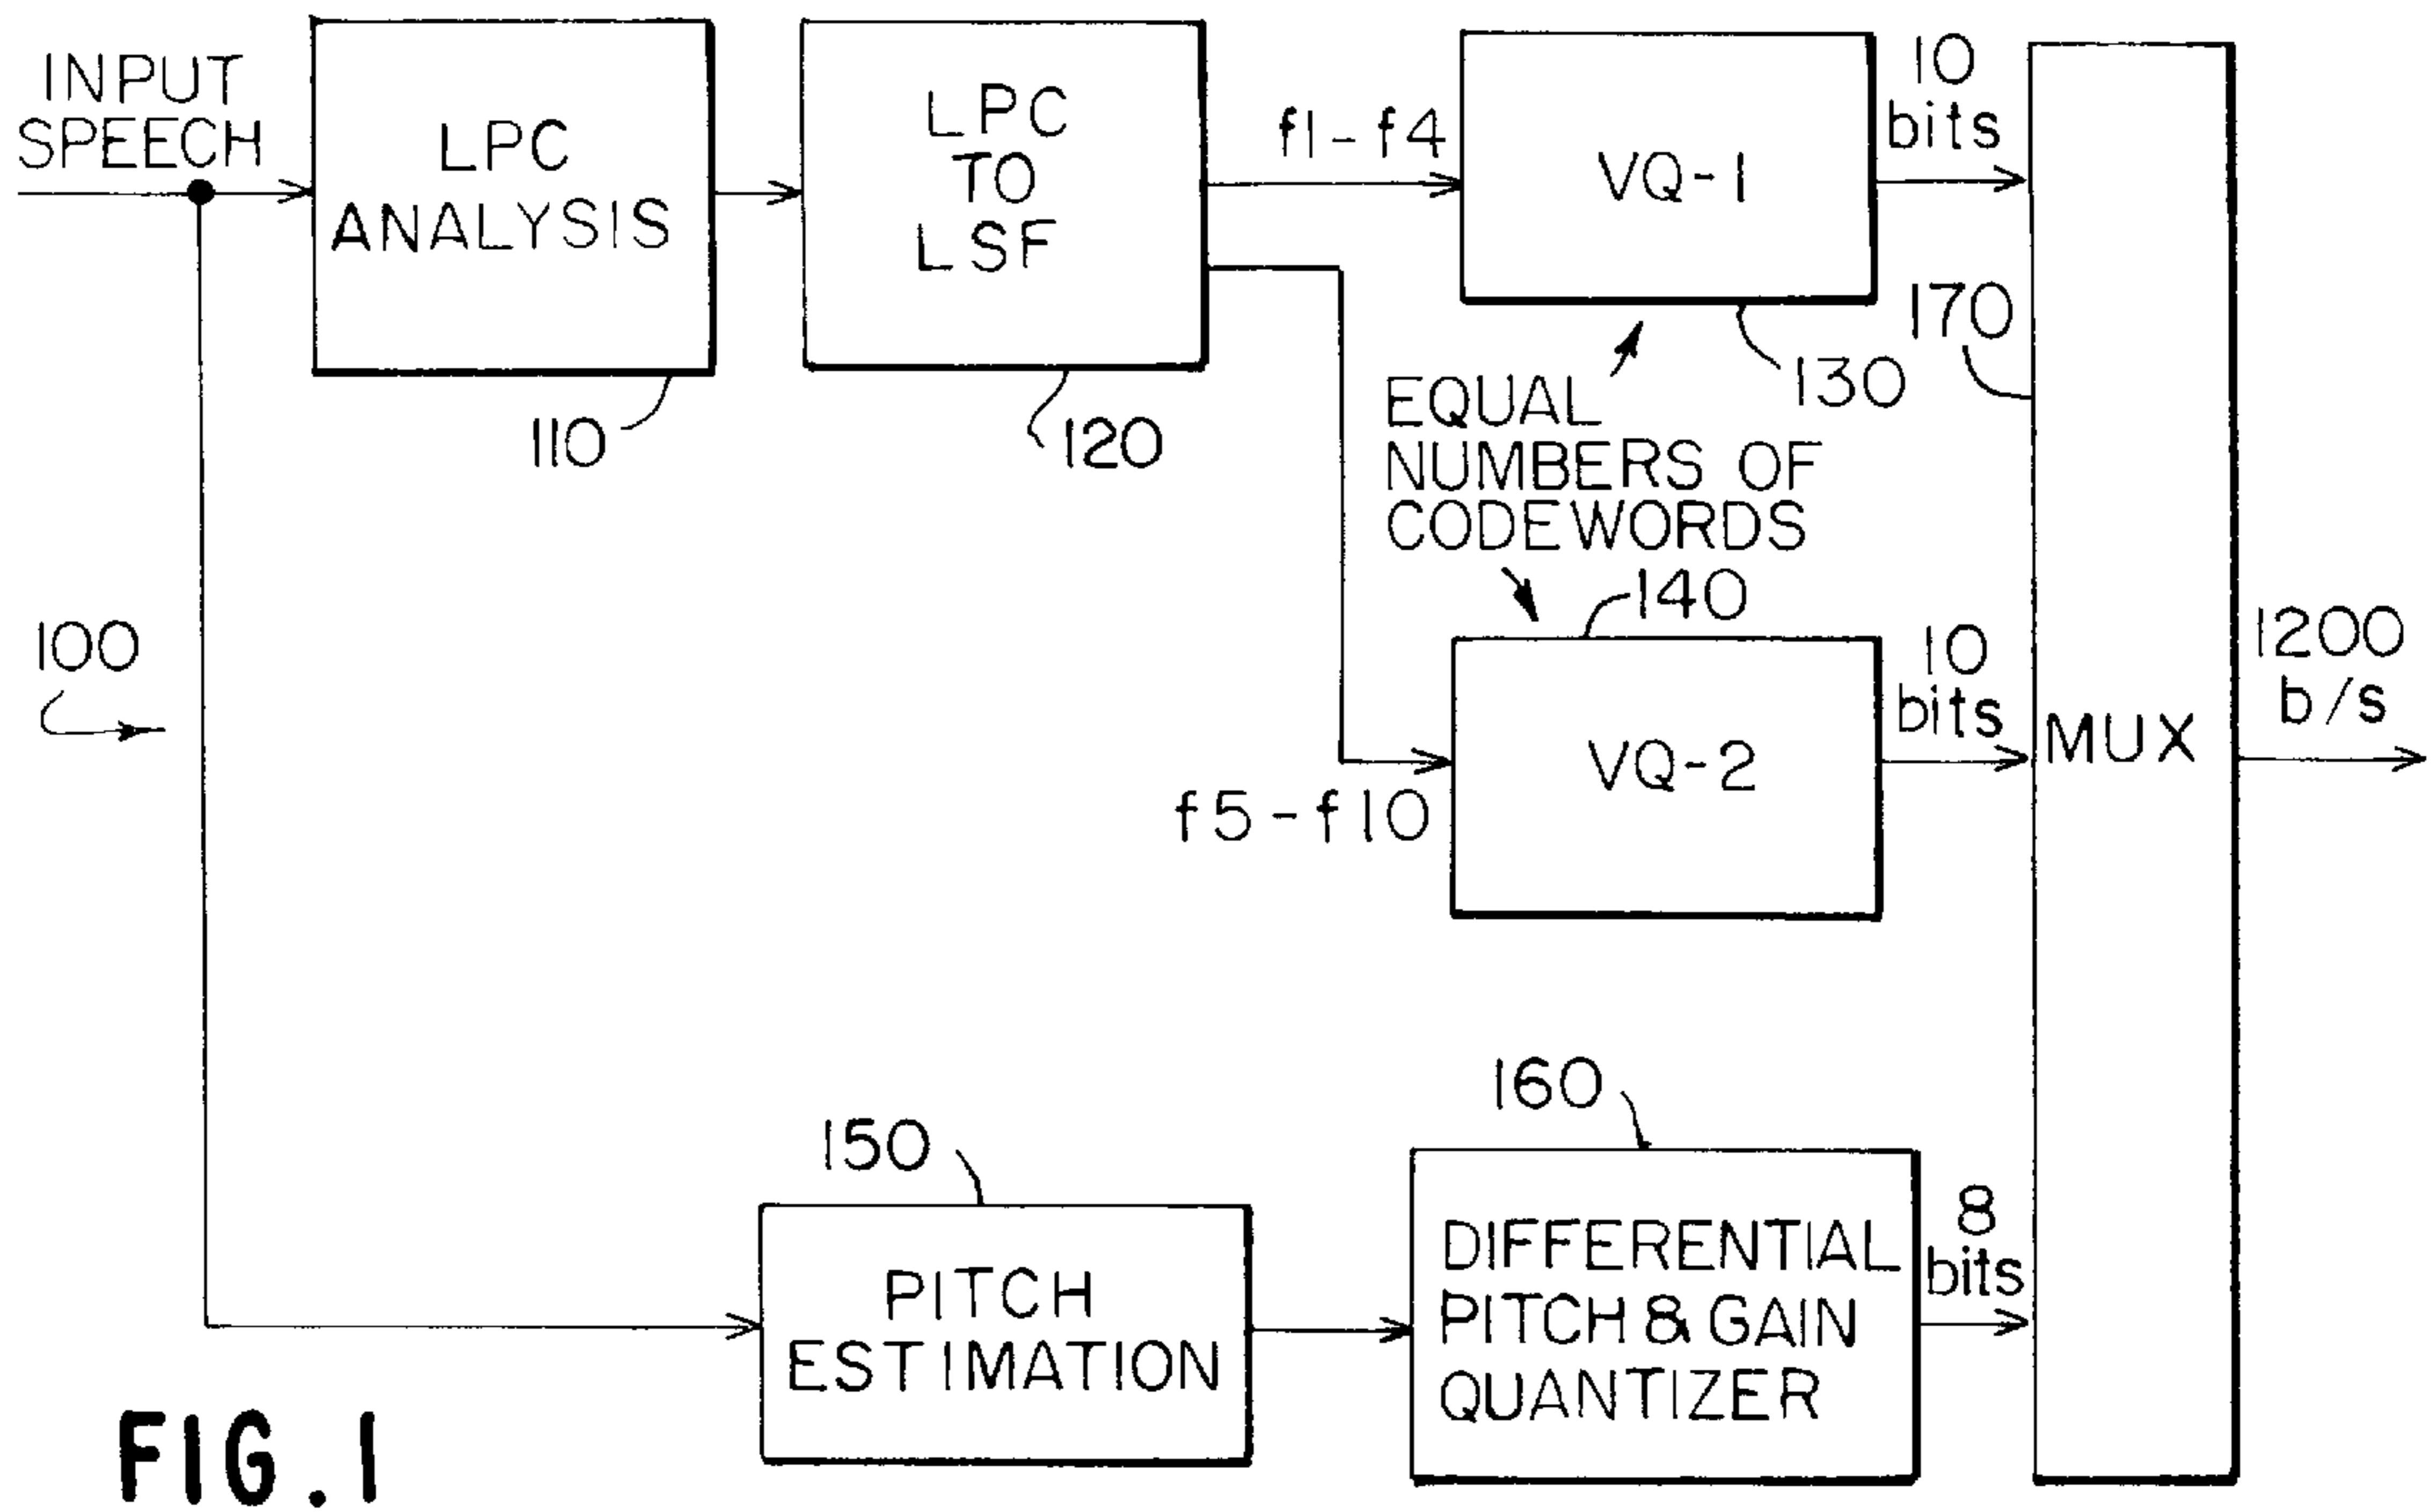 INPUT
SPEECH
LPC
ANALYSIS
110
LPC
TO
LSF
120
f1-f4
VQ-1
10
bits
130
170
EQUAL
NUMBERS OF
CODEWORDS
140
f5-f10
VQ-2
10
bits
MUX
1200
b/s
100
150
PITCH
ESTIMATION
160
DIFFERENTIAL
PITCH & GAIN
QUANTIZER
8
bits
FIG.1